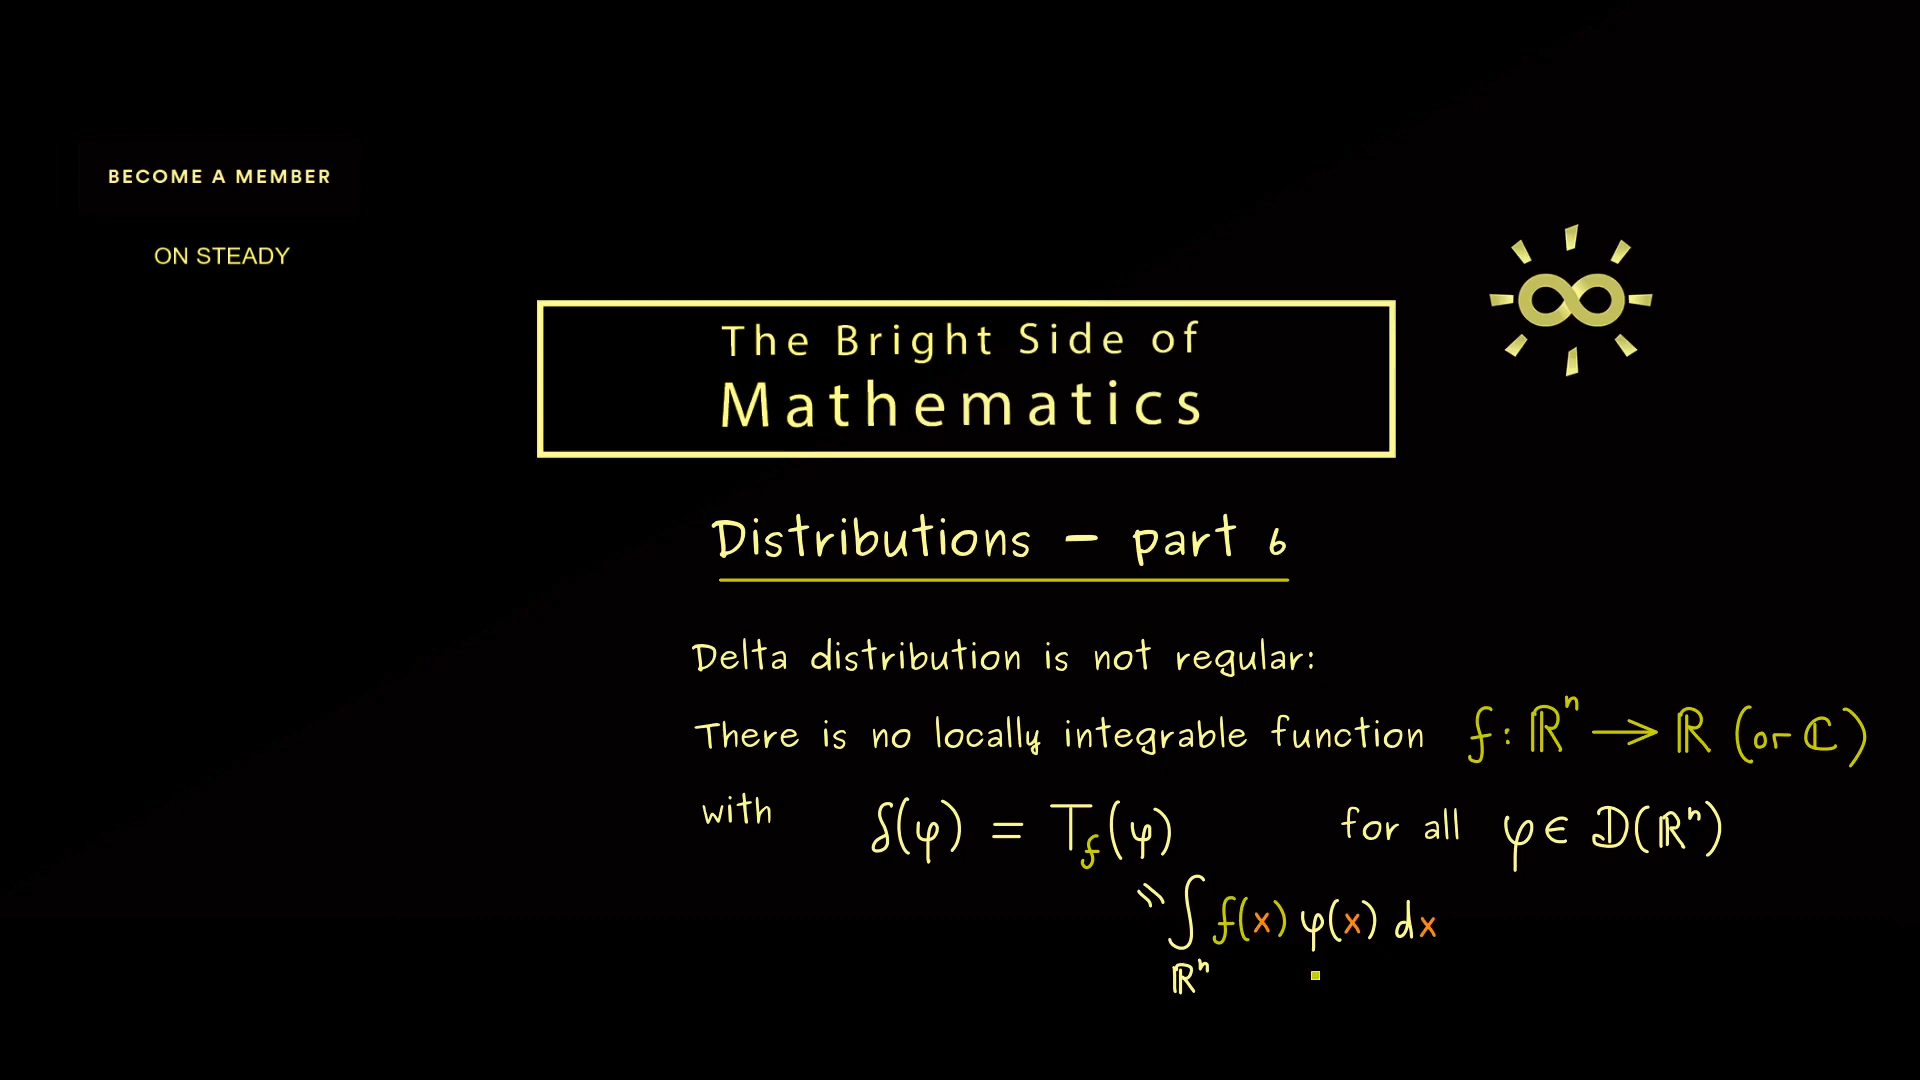 BECOME A MEMBER
ON STEADY
The Bright Side of
Mathematics
Distributions – part 6
Delta distribution is not regular:
There is no locally integrable function f: ℝⁿ ⟶ ℝ (or ℂ)
with δ(φ) = T_f(φ) for all φ ∈ 𝒟(ℝⁿ)
= ∫_ℝⁿ f(x) φ(x) dx